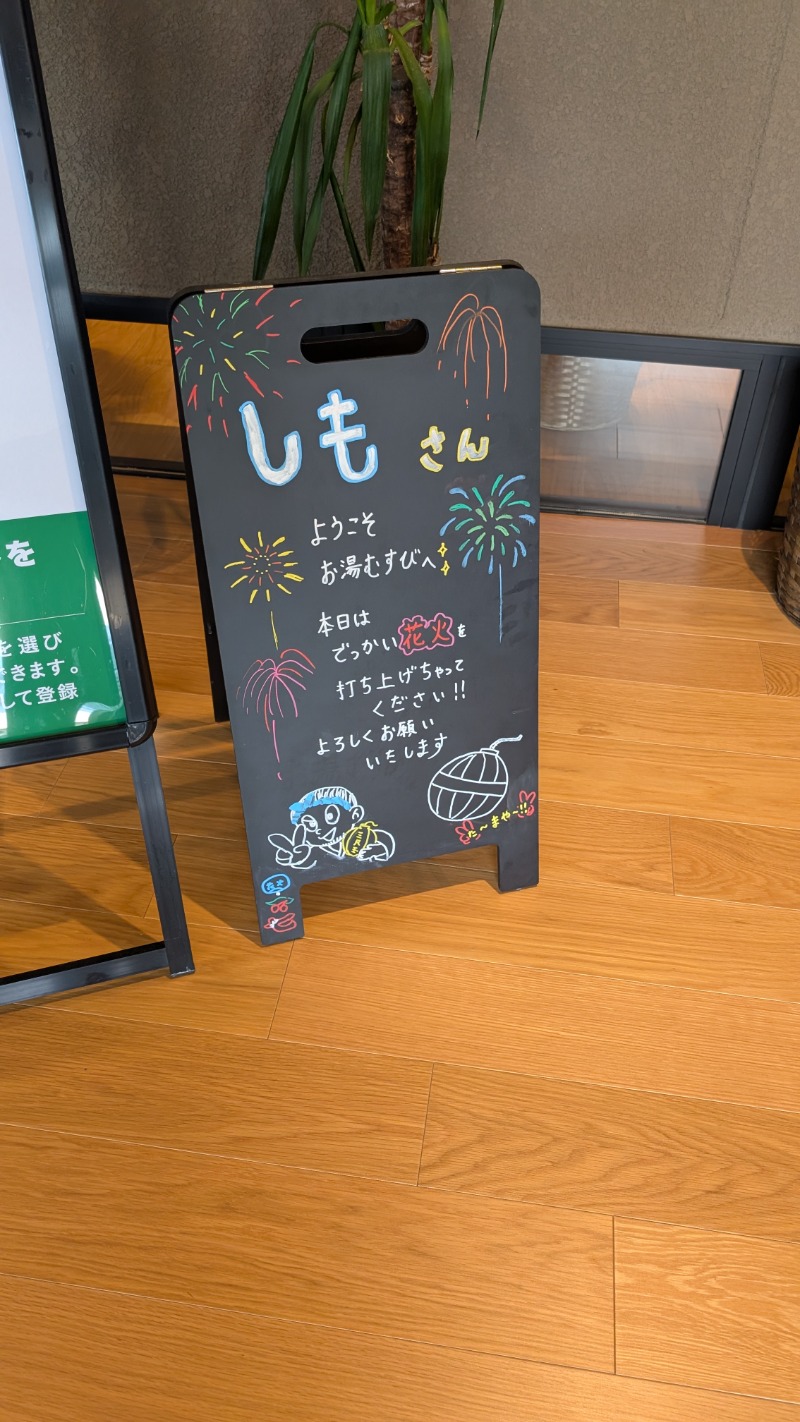 しも さん
ようこそ
お湯むすびへ
本日は
でっかい花火を
打ち上げちゃって
ください!!
よろしくお願い
いたします
た~まや~!!
を
を選び
できます。
して登録